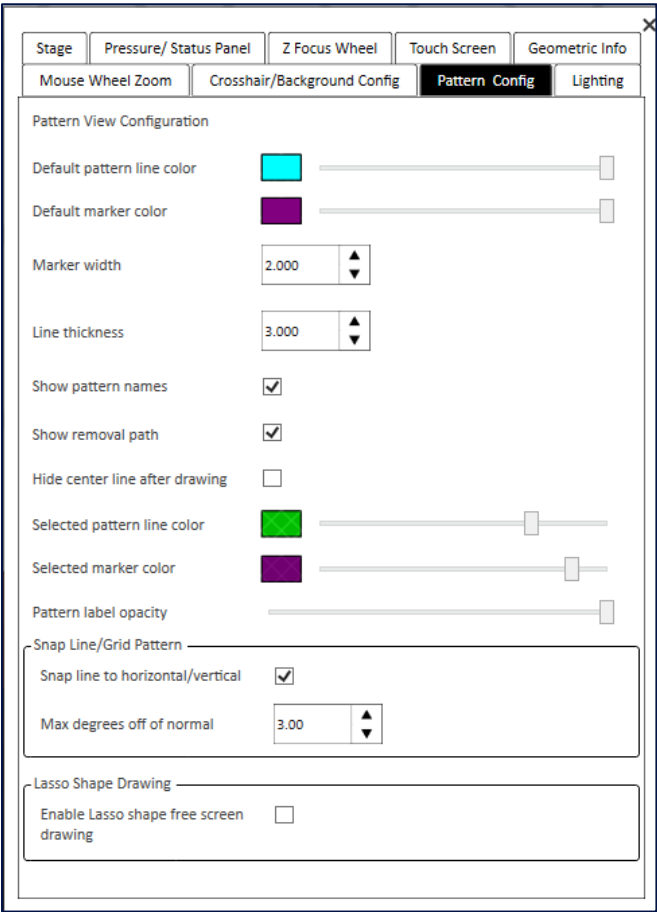 Stage Pressure/ Status Panel Z Focus Wheel Touch Screen Geometric Info
Mouse Wheel Zoom Crosshair/Background Config Pattern Config Lighting
Pattern View Configuration
Default pattern line color
Default marker color
Marker width 2.000
Line thickness 3.000
Show pattern names
Show removal path
Hide center line after drawing
Selected pattern line color
Selected marker color
Pattern label opacity
Snap Line/Grid Pattern
Snap line to horizontal/vertical
Max degrees off of normal 3.00
Lasso Shape Drawing
Enable Lasso shape free screen
drawing